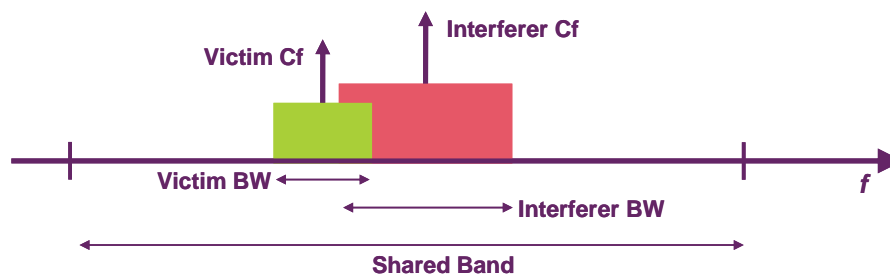 Interferer Cf
Victim Cf
Victim BW
f
Interferer BW
Shared Band